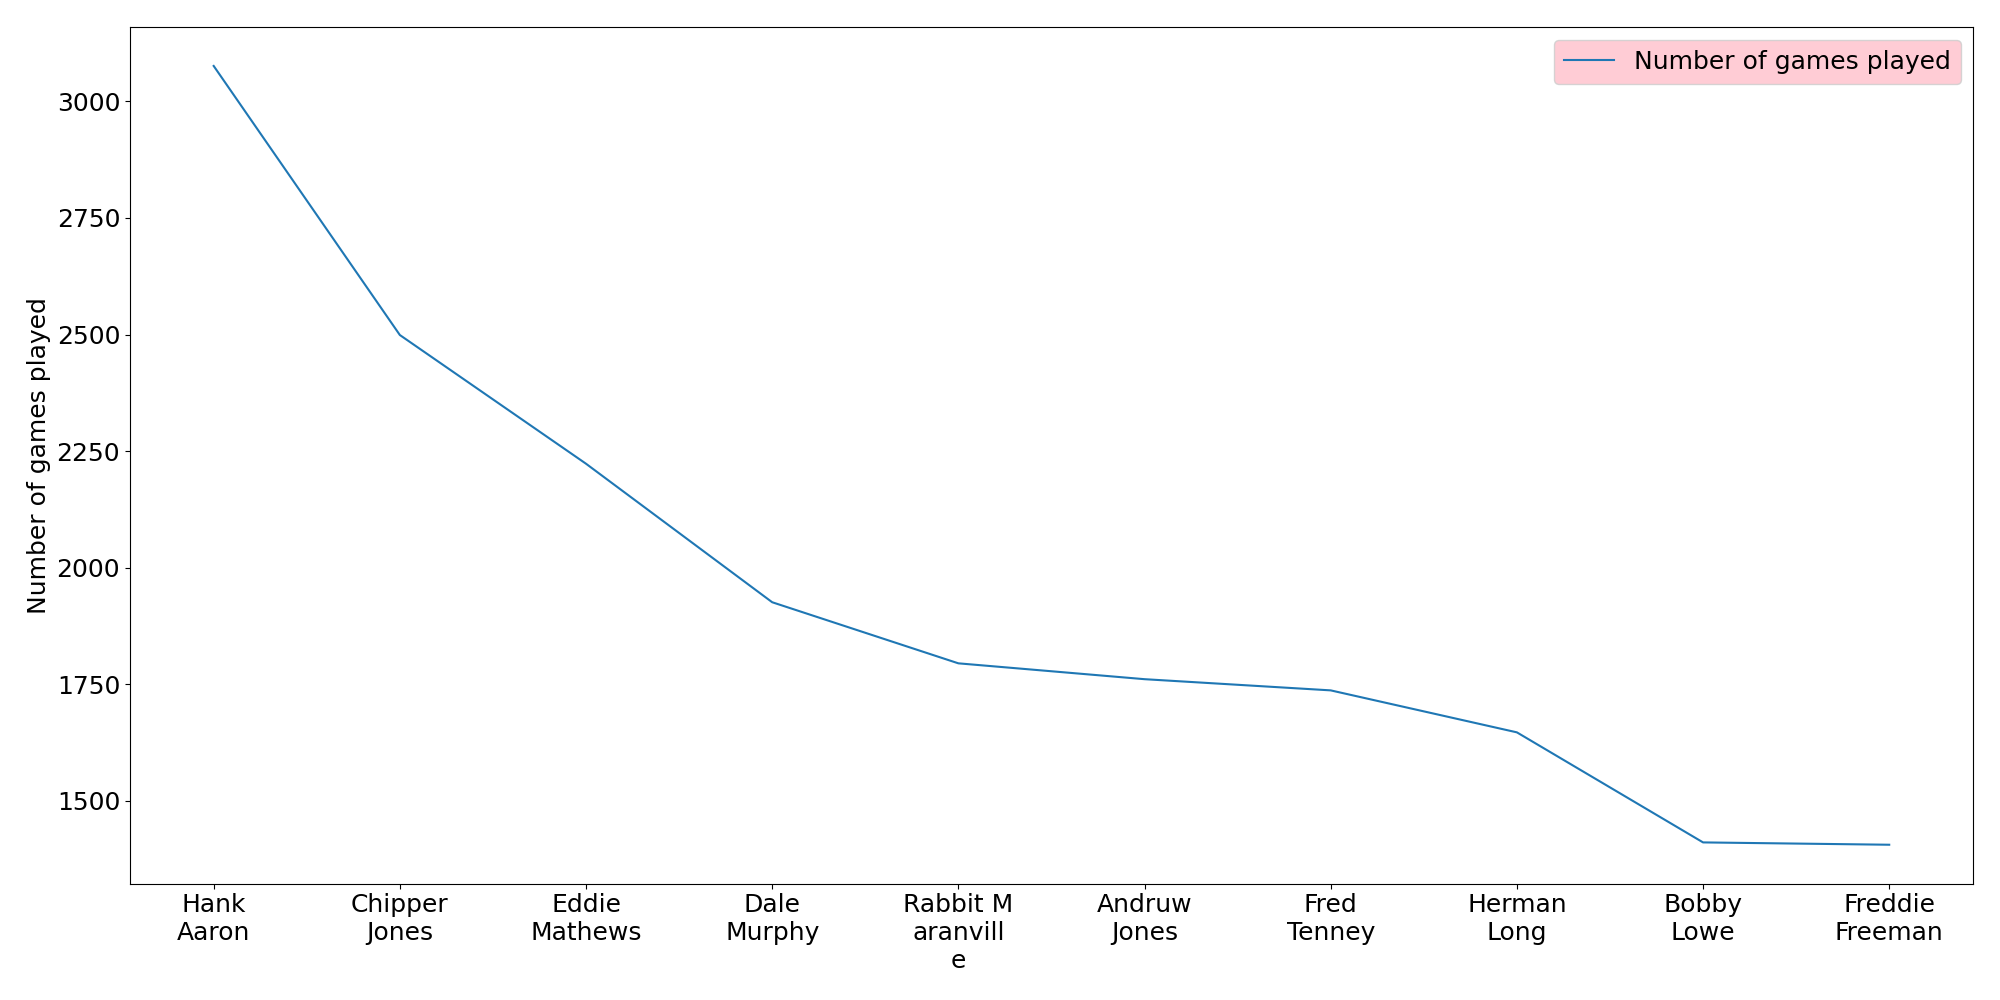 Number of games played
Number of games played
3000
2750
2500
2250
2000
1750
1500
Hank
Aaron
Chipper
Jones
Eddie
Mathews
Dale
Murphy
Rabbit M
aranvill
e
Andruw
Jones
Fred
Tenney
Herman
Long
Bobby
Lowe
Freddie
Freeman